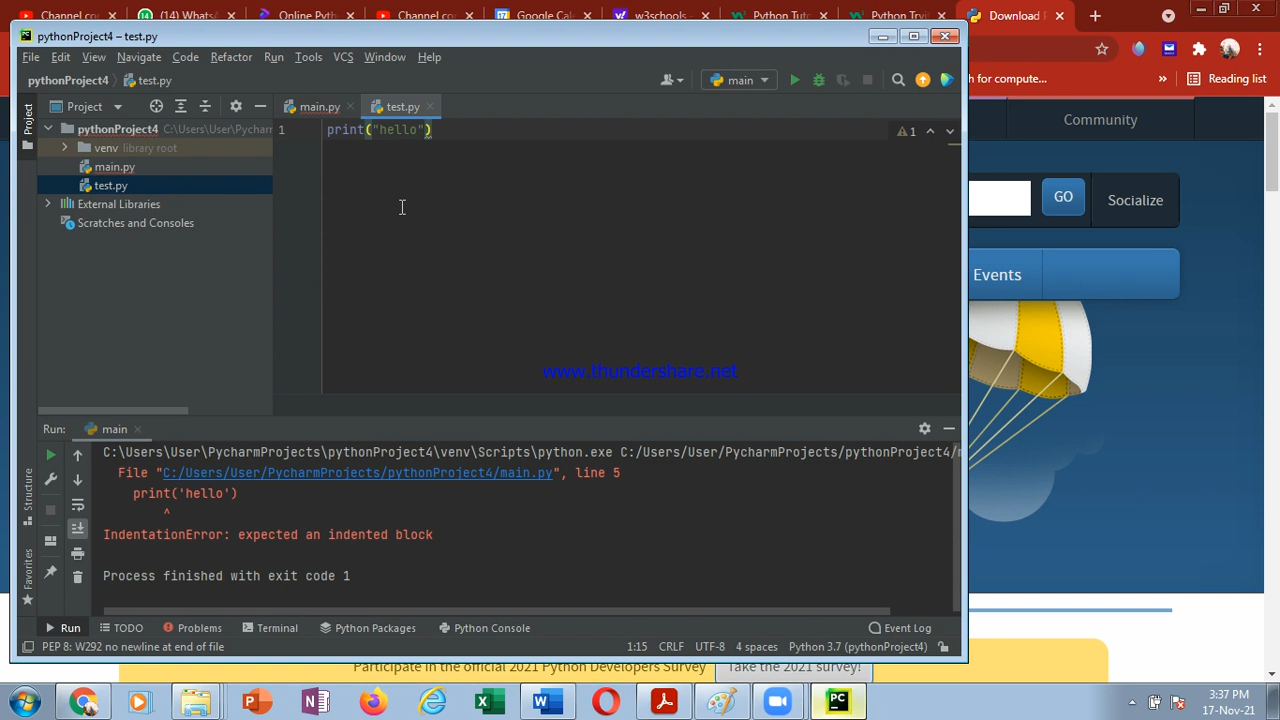 Channel co
(14) Whats
Online Pyth
Channel co
Google Cale
w3schools -
Python Tuto
Python Tryit
Download P
pythonProject4 – test.py
File Edit View Navigate Code Refactor Run Tools VCS Window Help
h for compute...
»
Reading list
pythonProject4 test.py
main
Project
Project
main.py
test.py
Community
pythonProject4 C:\Users\User\Pycharm
1 print("hello")
1
venv library root
main.py
test.py
External Libraries
Scratches and Consoles
GO
Socialize
Events
www.thundershare.net
Run: main
C:\Users\User\PycharmProjects\pythonProject4\venv\Scripts\python.exe C:/Users/User/PycharmProjects/pythonProject4/
File "C:/Users/User/PycharmProjects/pythonProject4/main.py", line 5
print('hello')
^
IndentationError: expected an indented block
Process finished with exit code 1
Structure
Favorites
Run TODO Problems Terminal Python Packages Python Console Event Log
PEP 8: W292 no newline at end of file 1:15 CRLF UTF-8 4 spaces Python 3.7 (pythonProject4)
Participate in the official 2021 Python Developers Survey Take the 2021 survey!
3:37 PM
17-Nov-21